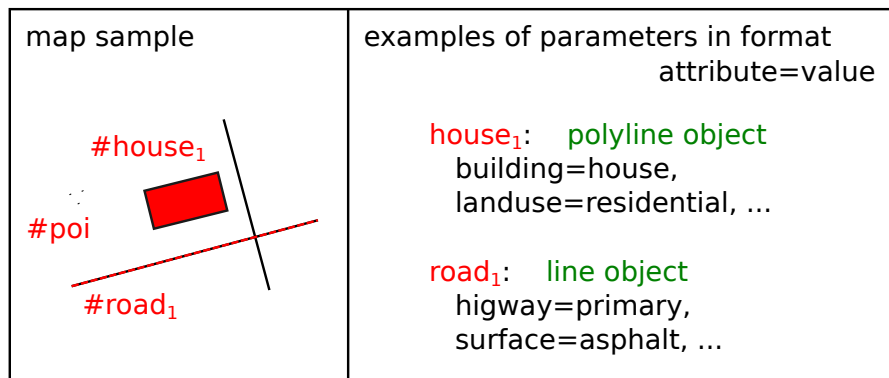 map sample
#house₁
#poi
#road₁
examples of parameters in format
attribute=value
house₁: polyline object
building=house,
landuse=residential, ...
road₁: line object
higway=primary,
surface=asphalt, ...